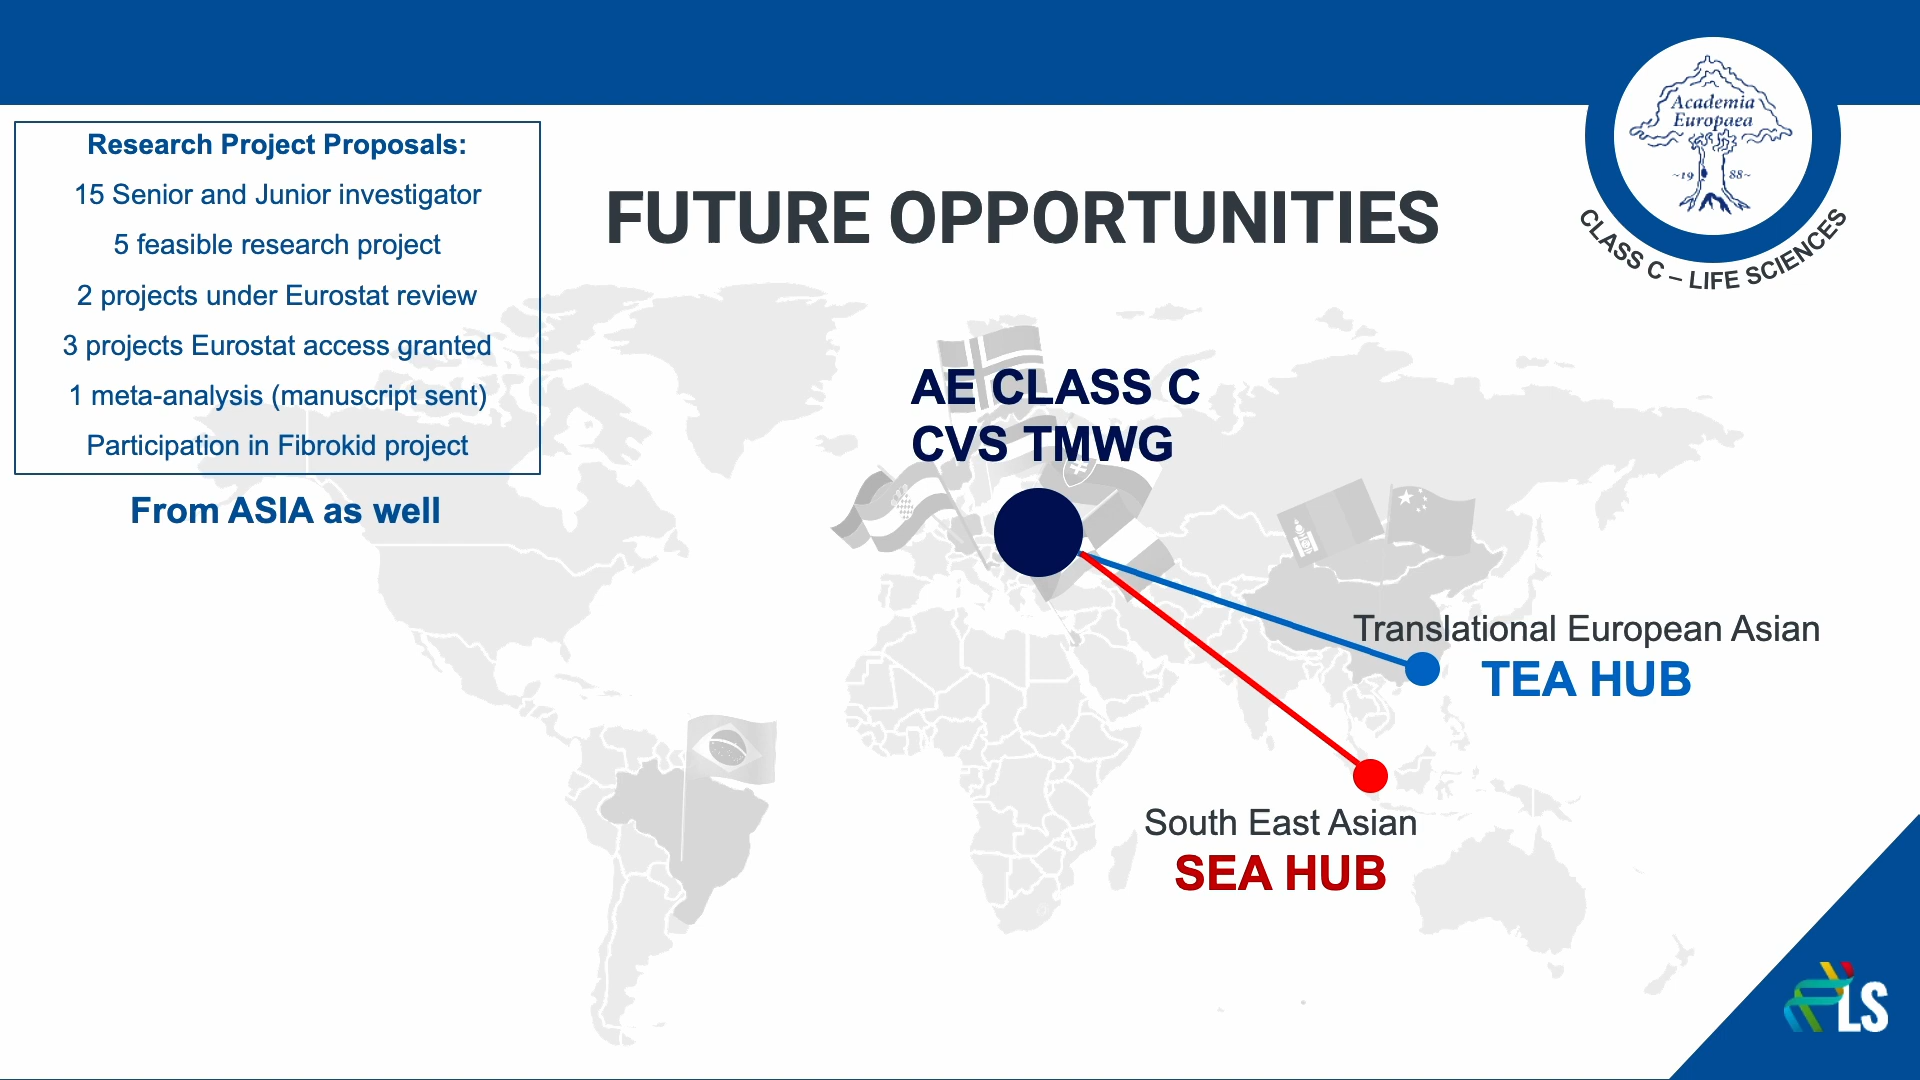 Research Project Proposals:
15 Senior and Junior investigator
5 feasible research project
2 projects under Eurostat review
3 projects Eurostat access granted
1 meta-analysis (manuscript sent)
Participation in Fibrokid project
From ASIA as well
FUTURE OPPORTUNITIES
Academia
Europaea
~19 88~
CLASS C – LIFE SCIENCES
AE CLASS C
CVS TMWG
Translational European Asian
TEA HUB
South East Asian
SEA HUB
LS